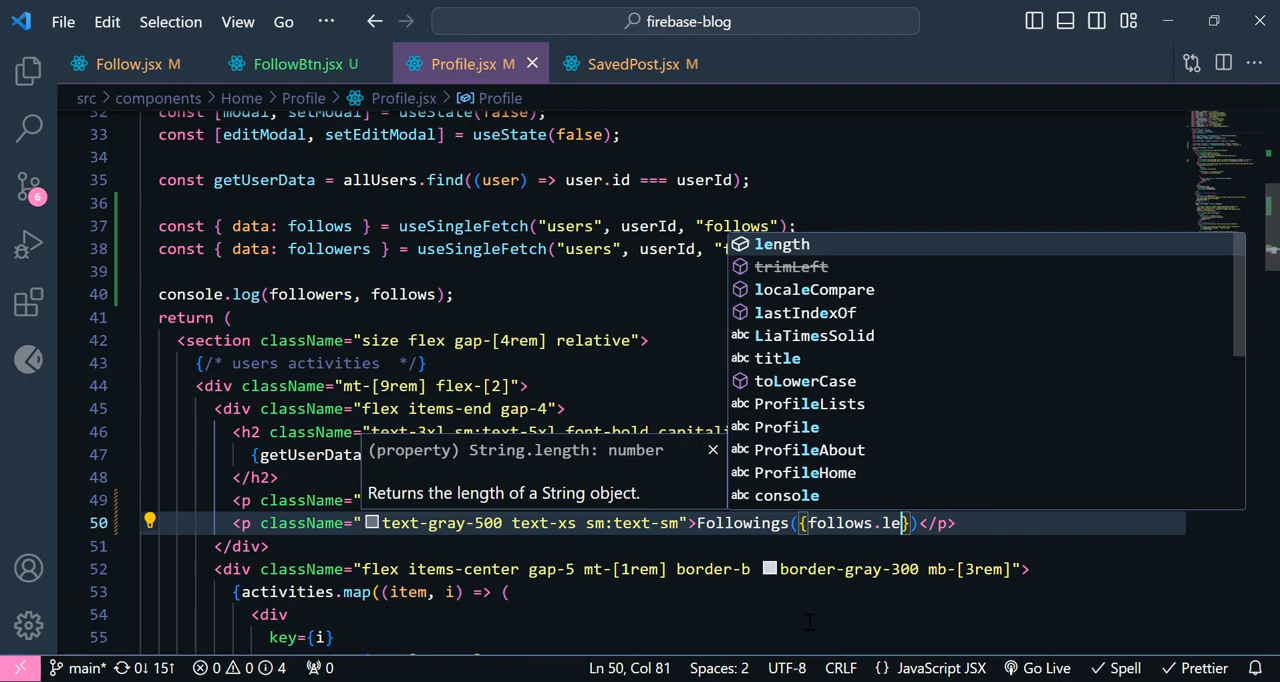 File Edit Selection View Go ··· firebase-blog
Follow.jsx M FollowBtn.jsx U Profile.jsx M SavedPost.jsx M
src > components > Home > Profile > Profile.jsx > Profile
33 const [editModal, setEditModal] = useState(false);
34
35 const getUserData = allUsers.find((user) => user.id === userId);
36
37 const { data: follows } = useSingleFetch("users", userId, "follows");
38 const { data: followers } = useSingleFetch("users", userId,
39
40 console.log(followers, follows);
41 return (
42 <section className="size flex gap-[4rem] relative">
43 {/* users activities */}
44 <div className="mt-[9rem] flex-[2]">
45 <div className="flex items-end gap-4">
46 <h2 className="text-3xl sm:text-5xl font-bold capitali
47 {getUserData
48 </h2>
49 <p className=
50 <p className="text-gray-500 text-xs sm:text-sm">Followings({follows.le})</p>
51 </div>
52 <div className="flex items-center gap-5 mt-[1rem] border-b border-gray-300 mb-[3rem]">
53 {activities.map((item, i) => (
54 <div
55 key={i}
length
trimLeft
localeCompare
lastIndexOf
abc LiaTimesSolid
abc title
toLowerCase
abc ProfileLists
abc Profile
abc ProfileAbout
abc ProfileHome
abc console
(property) String.length: number
Returns the length of a String object.
6
main* 0↓ 15↑ 0 0 4 0 Ln 50, Col 81 Spaces: 2 UTF-8 CRLF {} JavaScript JSX Go Live Spell Prettier